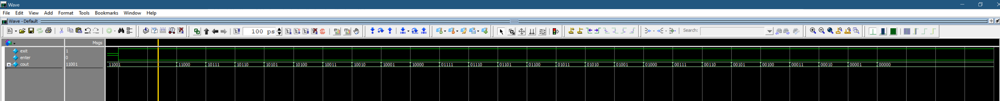 Wave
File Edit View Add Format Tools Bookmarks Window Help
Wave - Default
100 ps Search:
Msgs
exit 1
enter 0
cout 11001 11001 11000 10111 10110 10101 10100 10011 10010 10001 10000 01111 01110 01101 01100 01011 01010 01001 01000 00111 00110 00101 00100 00011 00010 00001 00000